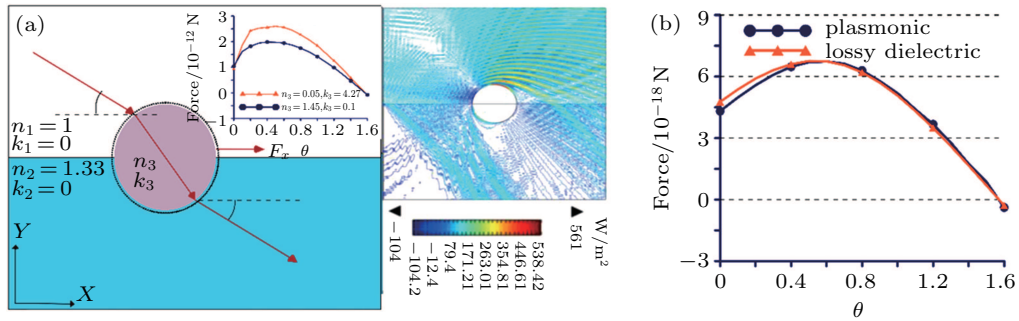 (a)
Force/10⁻¹² N
3
2
1
0
−1
0 0.4 0.8 1.2 1.6
n₃=0.05,k₃=4.27
n₃=1.45,k₃=0.1
n₁=1
k₁=0
Fₓ θ
n₃
k₃
n₂=1.33
k₂=0
Y
X
−104
561
W/m²
−104.2
−12.4
79.4
171.21
263.01
354.81
446.61
538.42
(b)
plasmonic
lossy dielectric
Force/10⁻¹⁸ N
9
6
3
0
−3
0 0.4 0.8 1.2 1.6
θ